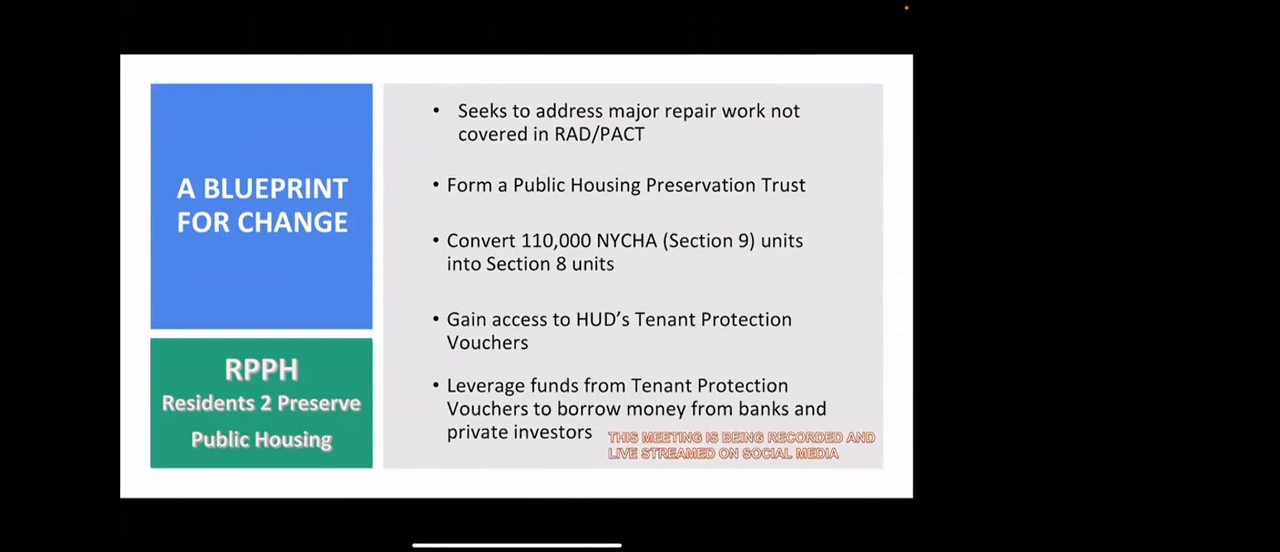 A BLUEPRINT
FOR CHANGE
RPPH
Residents 2 Preserve
Public Housing
• Seeks to address major repair work not
covered in RAD/PACT
• Form a Public Housing Preservation Trust
• Convert 110,000 NYCHA (Section 9) units
into Section 8 units
• Gain access to HUD's Tenant Protection
Vouchers
• Leverage funds from Tenant Protection
Vouchers to borrow money from banks and
private investors
THIS MEETING IS BEING RECORDED AND
LIVE STREAMED ON SOCIAL MEDIA